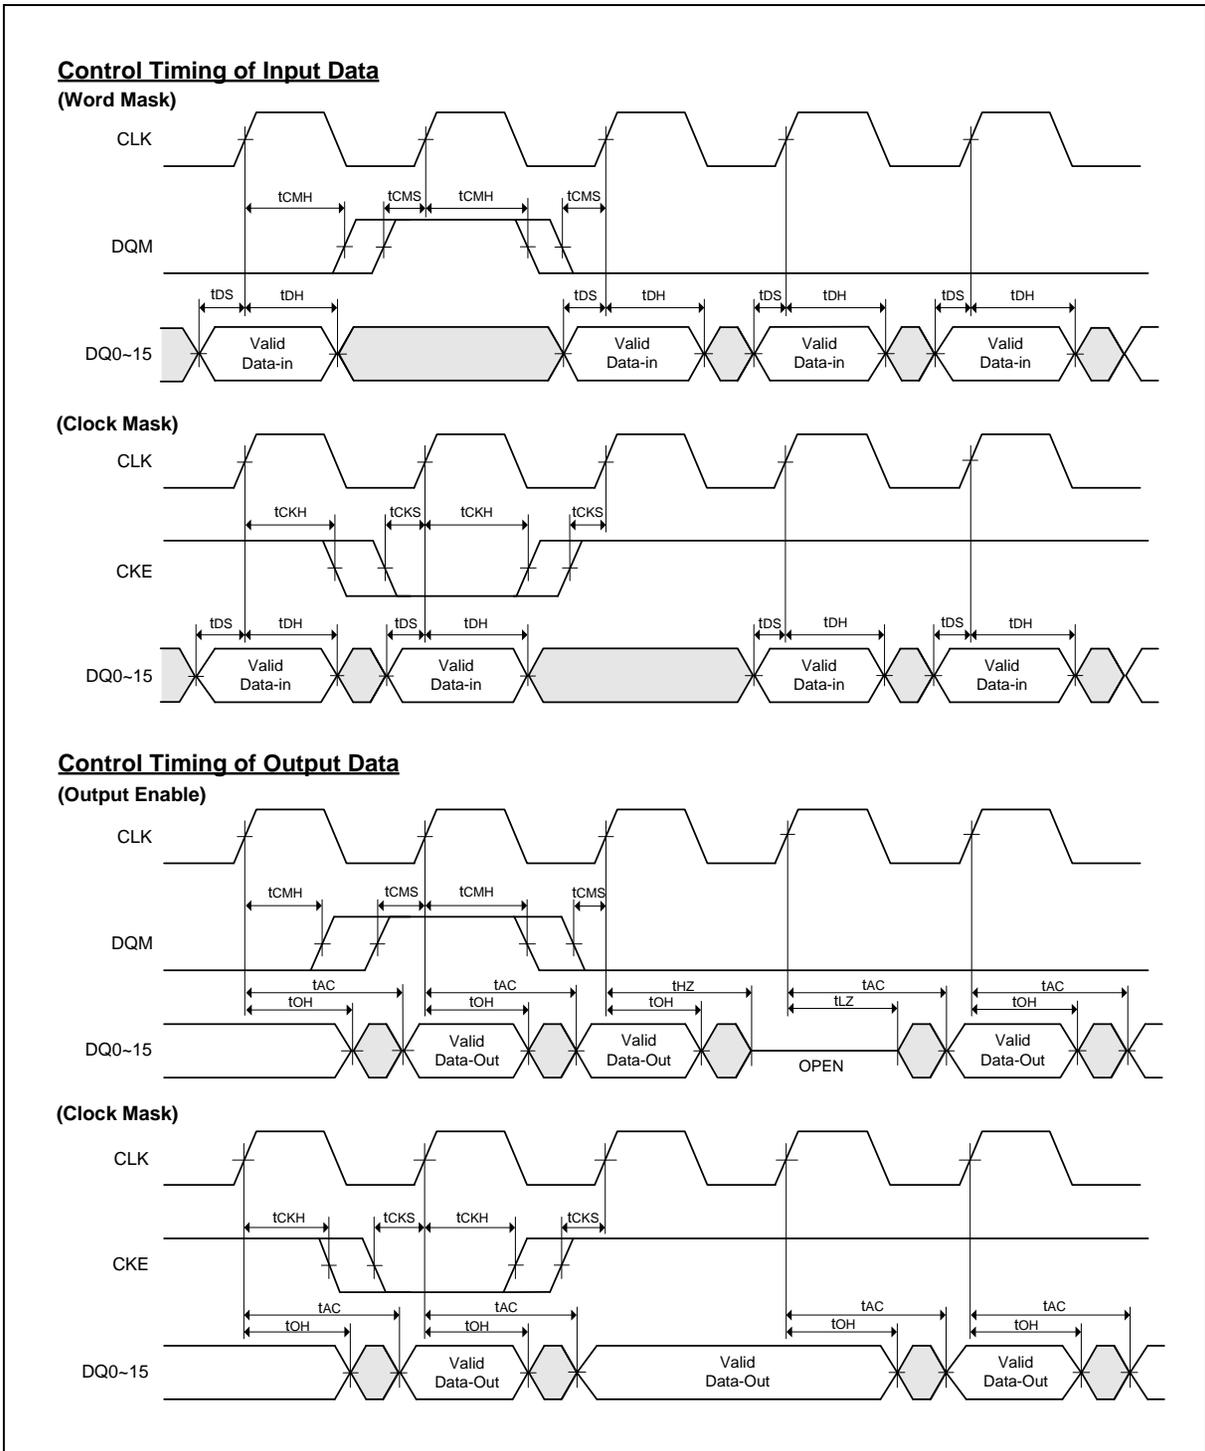 Control Timing of Input Data
(Word Mask)
CLK
tCMH tCMS tCMH tCMS
DQM
tDS tDH tDS tDH tDS tDH tDS tDH
DQ0~15
Valid Data-in
Valid Data-in
Valid Data-in
Valid Data-in
(Clock Mask)
CLK
tCKH tCKS tCKH tCKS
CKE
tDS tDH tDS tDH tDS tDH tDS tDH
DQ0~15
Valid Data-in
Valid Data-in
Valid Data-in
Valid Data-in
Control Timing of Output Data
(Output Enable)
CLK
tCMH tCMS tCMH tCMS
DQM
tAC tAC tHZ tAC tAC
tOH tOH tOH tLZ tOH
DQ0~15
Valid Data-Out
Valid Data-Out
OPEN
Valid Data-Out
(Clock Mask)
CLK
tCKH tCKS tCKH tCKS
CKE
tAC tAC tAC tAC
tOH tOH tOH tOH
DQ0~15
Valid Data-Out
Valid Data-Out
Valid Data-Out